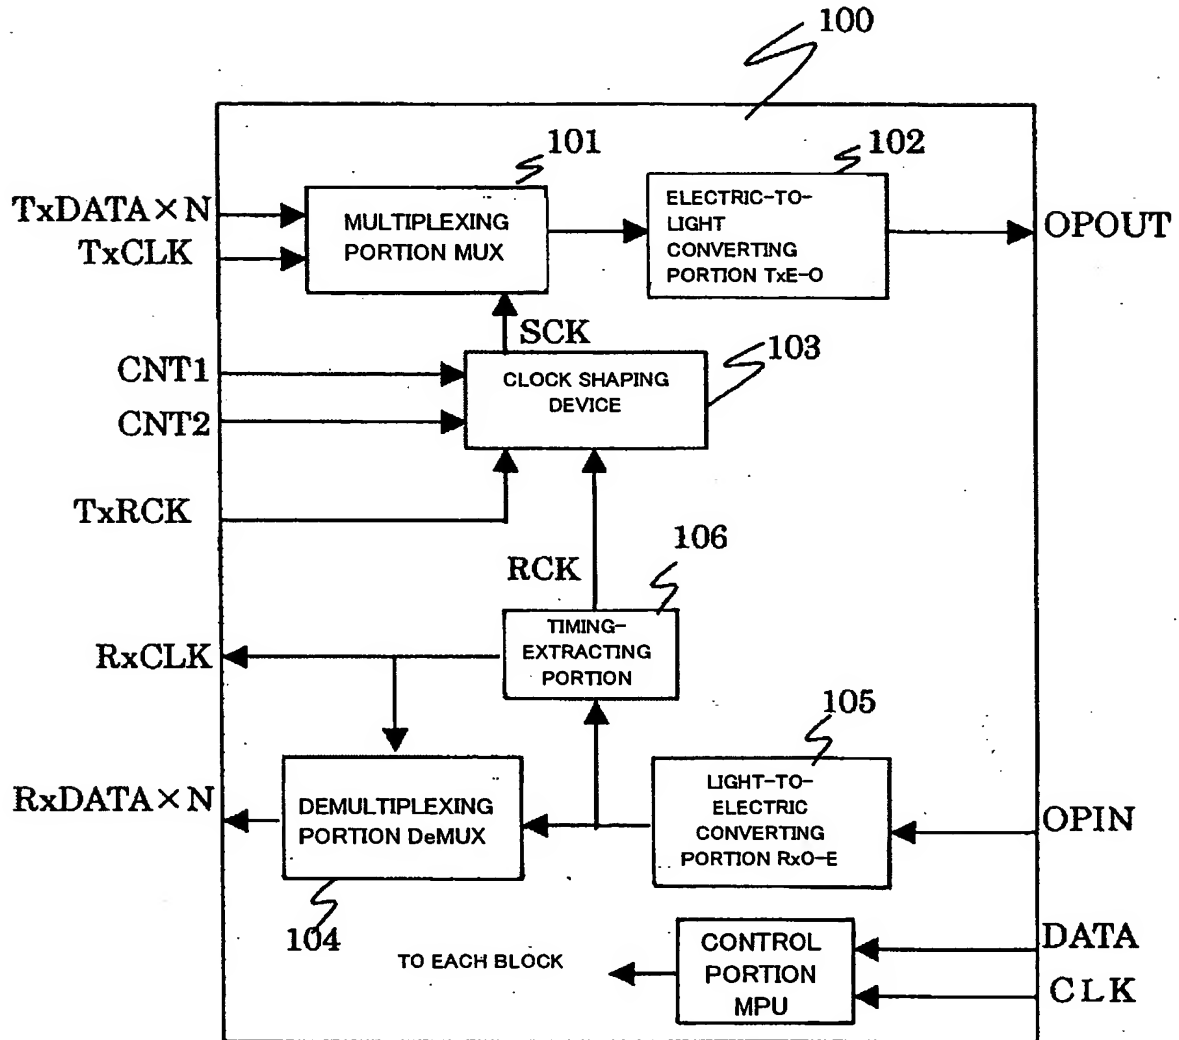 100
101
102
TxDATA×N
TxCLK
MULTIPLEXING
PORTION MUX
ELECTRIC-TO-
LIGHT
CONVERTING
PORTION TxE-O
OPOUT
SCK
103
CNT1
CNT2
CLOCK SHAPING
DEVICE
TxRCK
RCK
106
RxCLK
TIMING-
EXTRACTING
PORTION
105
RxDATA×N
DEMULTIPLEXING
PORTION DeMUX
LIGHT-TO-
ELECTRIC
CONVERTING
PORTION RxO-E
OPIN
104
TO EACH BLOCK
CONTROL
PORTION
MPU
DATA
CLK